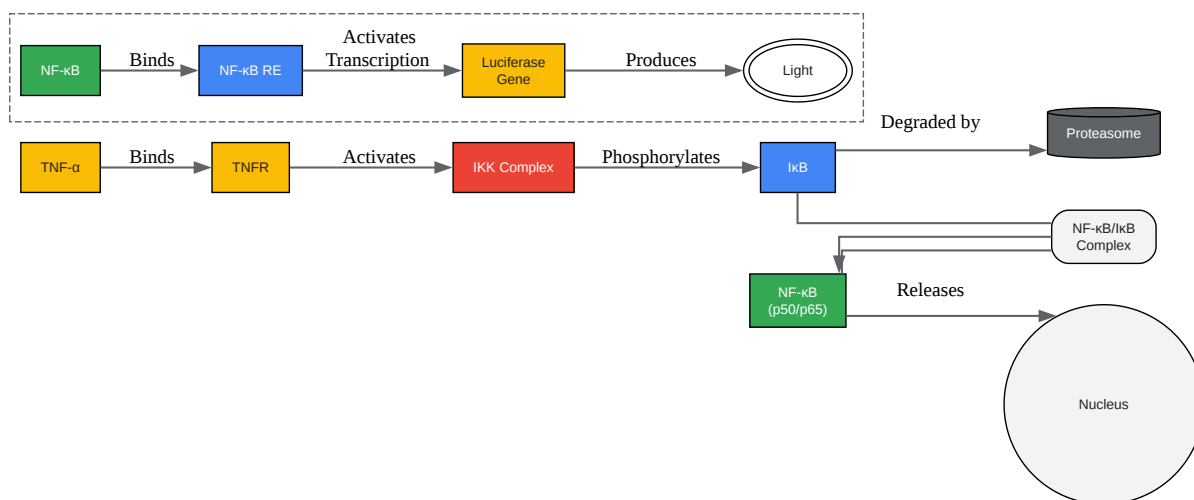 NF-κB
Binds
NF-κB RE
Activates
Transcription
Luciferase
Gene
Produces
Light
TNF-α
Binds
TNFR
Activates
IKK Complex
Phosphorylates
IκB
Degraded by
Proteasome
NF-κB/IκB
Complex
NF-κB
(p50/p65)
Releases
Nucleus